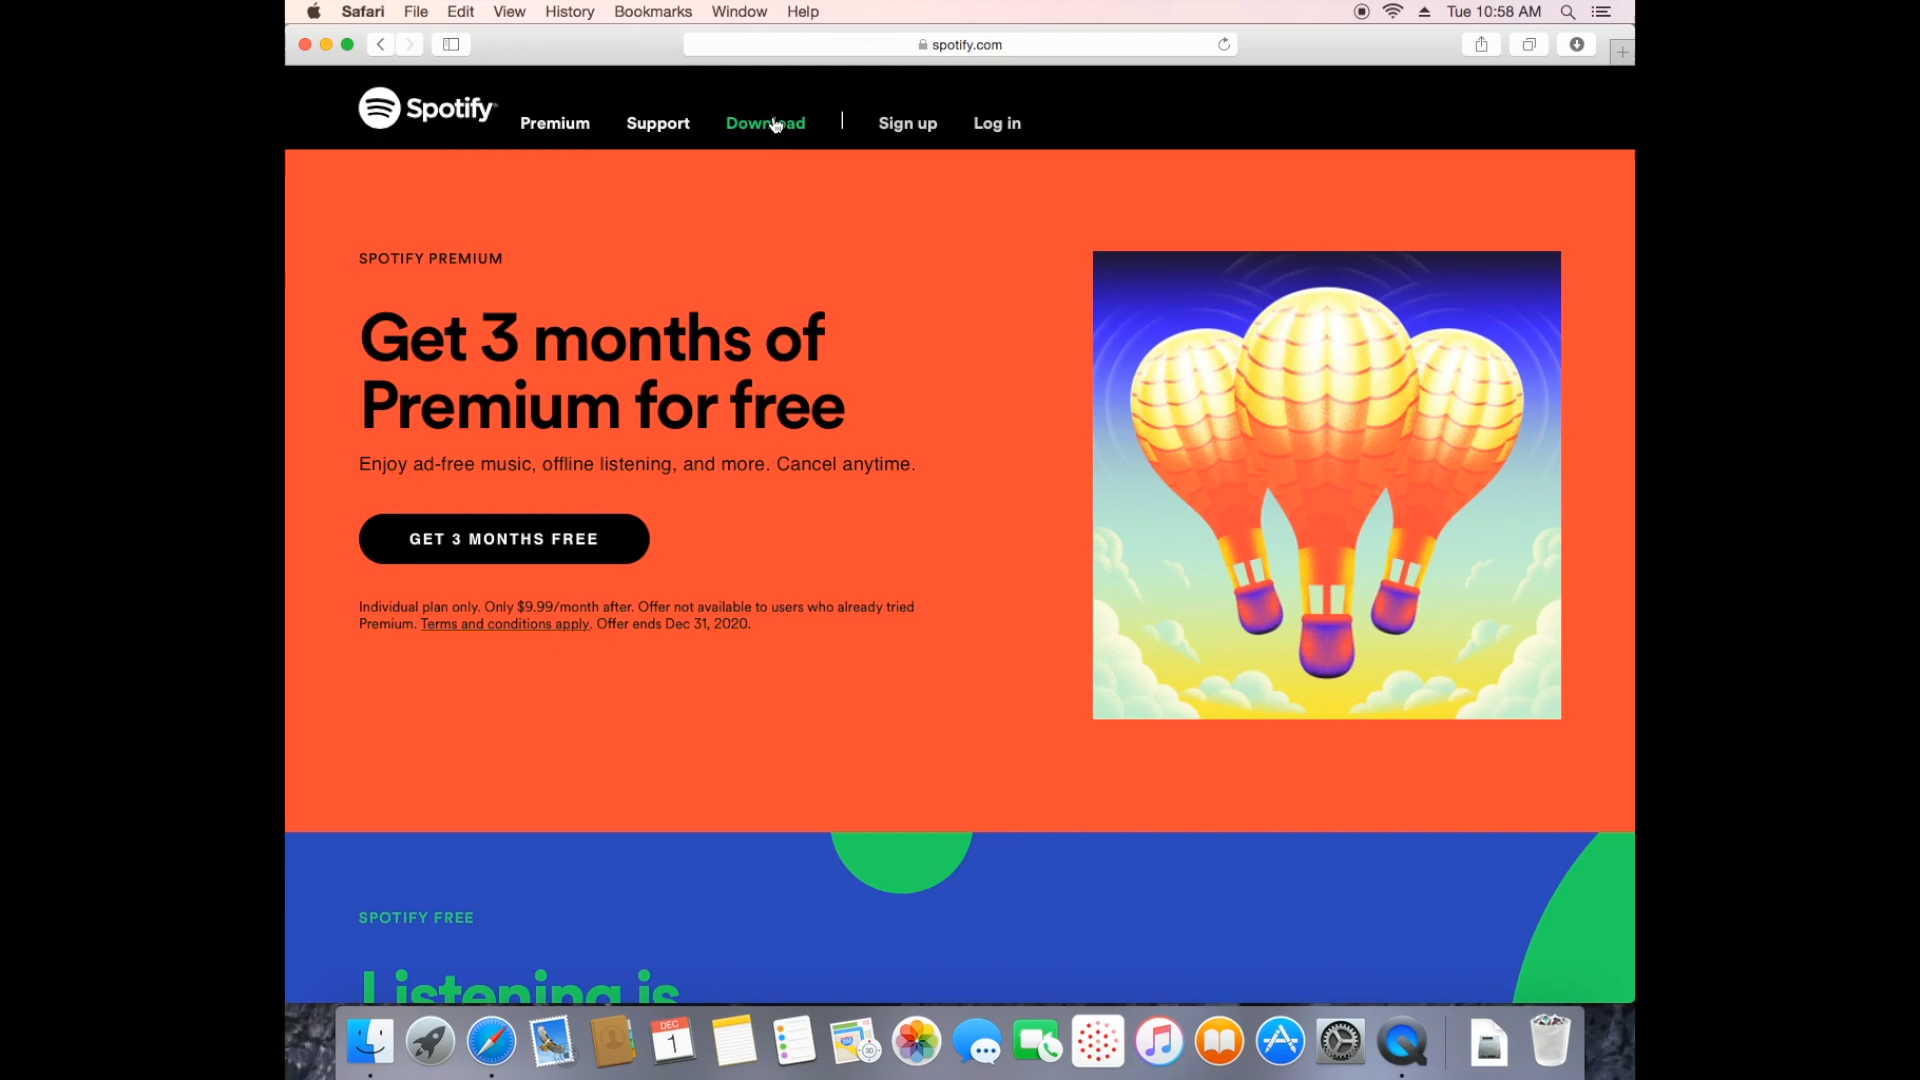 Safari File Edit View History Bookmarks Window Help Tue 10:58 AM
spotify.com
Spotify Premium Support Download Sign up Log in
SPOTIFY PREMIUM
Get 3 months of
Premium for free
Enjoy ad-free music, offline listening, and more. Cancel anytime.
GET 3 MONTHS FREE
Individual plan only. Only $9.99/month after. Offer not available to users who already tried
Premium. Terms and conditions apply. Offer ends Dec 31, 2020.
SPOTIFY FREE
Listening is
DEC
1